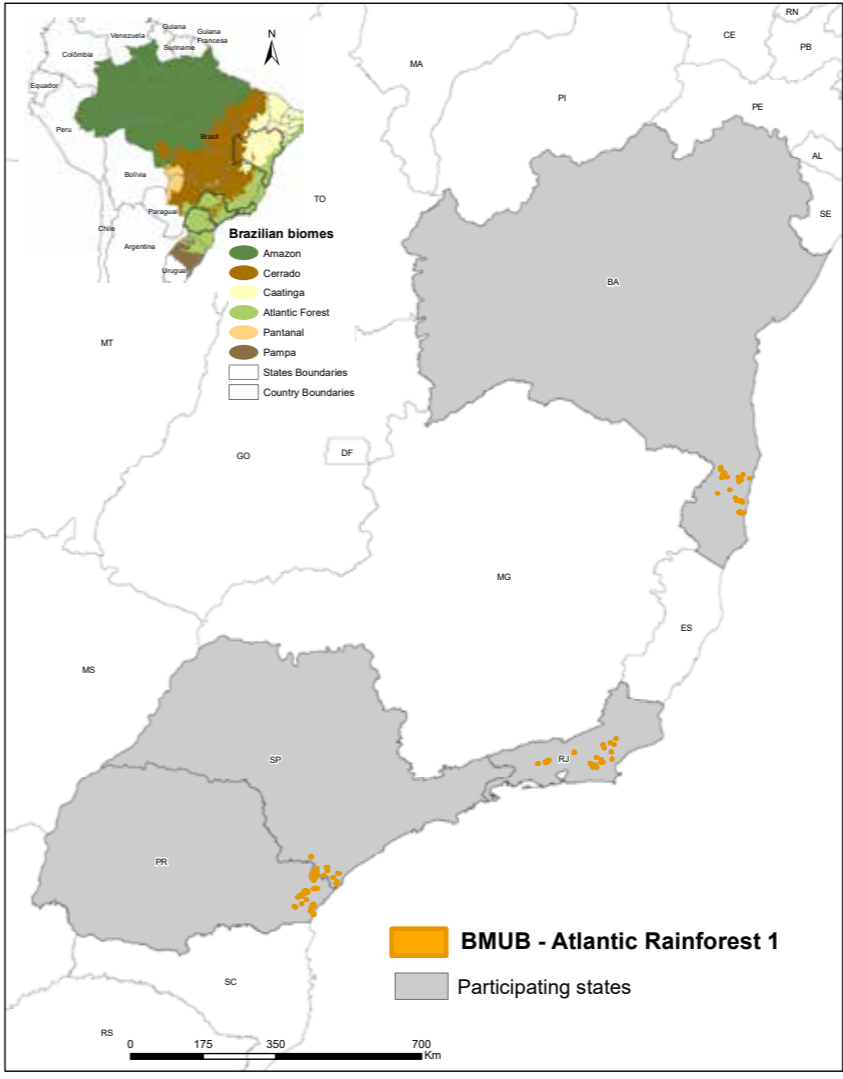 Guiana
Venezuela
Guiana
Francesa
Suriname
Colômbia
N
Equador
Peru
Brasil
Bolívia
Paraguai
Chile
Argentina
Uruguai
Brazilian biomes
Amazon
Cerrado
Caatinga
Atlantic Forest
Pantanal
Pampa
States Boundaries
Country Boundaries
RN
CE
PB
MA
PI
PE
AL
SE
TO
BA
MT
GO
DF
MG
ES
MS
SP
RJ
PR
BMUB - Atlantic Rainforest 1
Participating states
SC
RS
0 175 350 700
Km